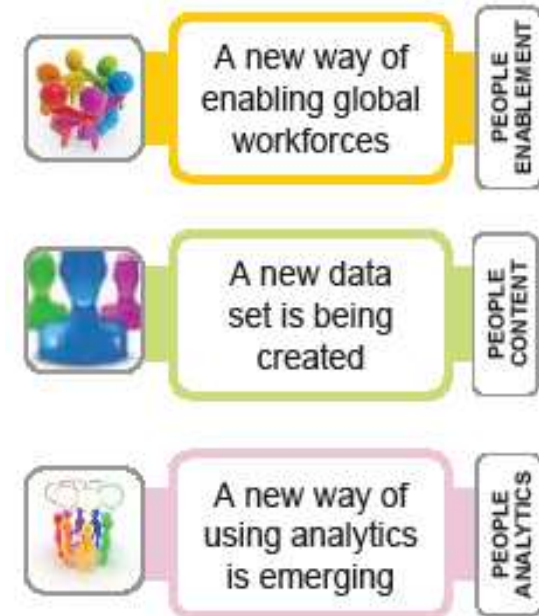 A new way of
enabling global
workforces
PEOPLE
ENABLEMENT
A new data
set is being
created
PEOPLE
CONTENT
A new way of
using analytics
is emerging
PEOPLE
ANALYTICS